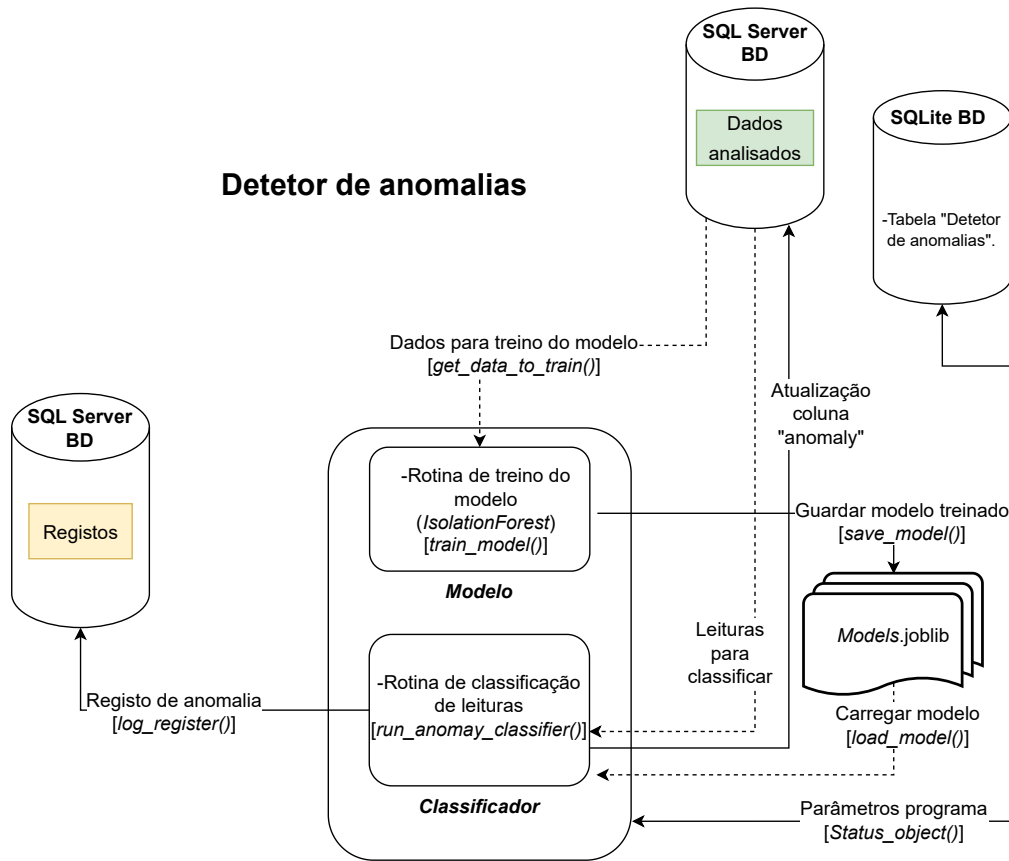 SQL Server
BD
Dados
analisados
SQLite BD
-Tabela "Detetor
de anomalias".
Detetor de anomalias
Dados para treino do modelo
[get_data_to_train()]
Atualização
coluna
"anomaly"
SQL Server
BD
Registos
-Rotina de treino do
modelo
(IsolationForest)
[train_model()]
Modelo
Guardar modelo treinado
[save_model()]
Models.joblib
Leituras
para
classificar
-Rotina de classificação
de leituras
[run_anomay_classifier()]
Classificador
Registo de anomalia
[log_register()]
Carregar modelo
[load_model()]
Parâmetros programa
[Status_object()]